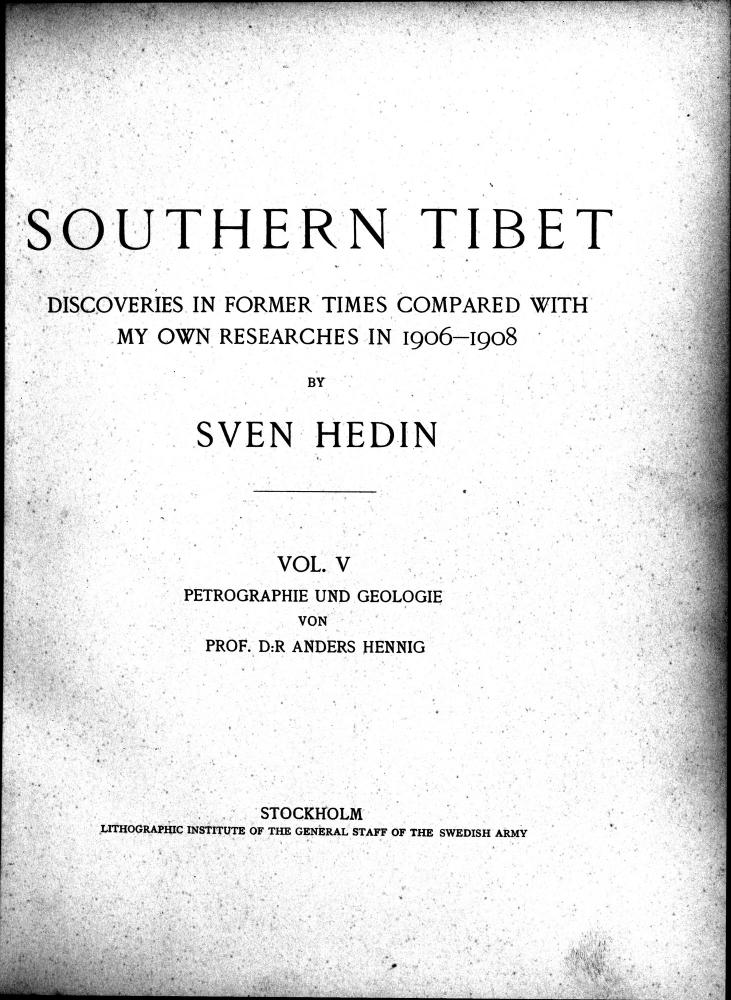 SOUTHERN TIBET
DISCOVERIES IN FORMER TIMES COMPARED WITH
MY OWN RESEARCHES IN 1906—1908
BY
SVEN HEDIN
VOL. V
PETROGRAPHIE UND GEOLOGIE
VON
PROF. D:R ANDERS HENNIG
STOCKHOLM
LITHOGRAPHIC INSTITUTE OF THE GENERAL STAFF OF THE SWEDISH ARMY